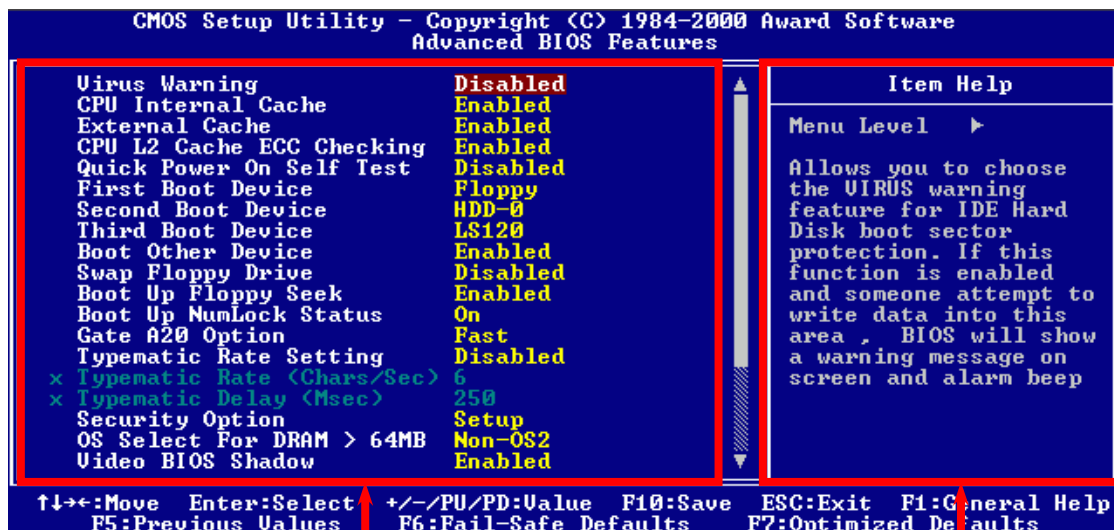 CMOS Setup Utility – Copyright (C) 1984-2000 Award Software
Advanced BIOS Features
Virus Warning Disabled
CPU Internal Cache Enabled
External Cache Enabled
CPU L2 Cache ECC Checking Enabled
Quick Power On Self Test Disabled
First Boot Device Floppy
Second Boot Device HDD-0
Third Boot Device LS120
Boot Other Device Enabled
Swap Floppy Drive Disabled
Boot Up Floppy Seek Enabled
Boot Up NumLock Status On
Gate A20 Option Fast
Typematic Rate Setting Disabled
x Typematic Rate (Chars/Sec) 6
x Typematic Delay (Msec) 250
Security Option Setup
OS Select For DRAM > 64MB Non-OS2
Video BIOS Shadow Enabled
Item Help
Menu Level ►
Allows you to choose
the VIRUS warning
feature for IDE Hard
Disk boot sector
protection. If this
function is enabled
and someone attempt to
write data into this
area , BIOS will show
a warning message on
screen and alarm beep
↑↓→←:Move Enter:Select +/-/PU/PD:Value F10:Save ESC:Exit F1:General Help
F5:Previous Values F6:Fail-Safe Defaults F7:Optimized Defaults